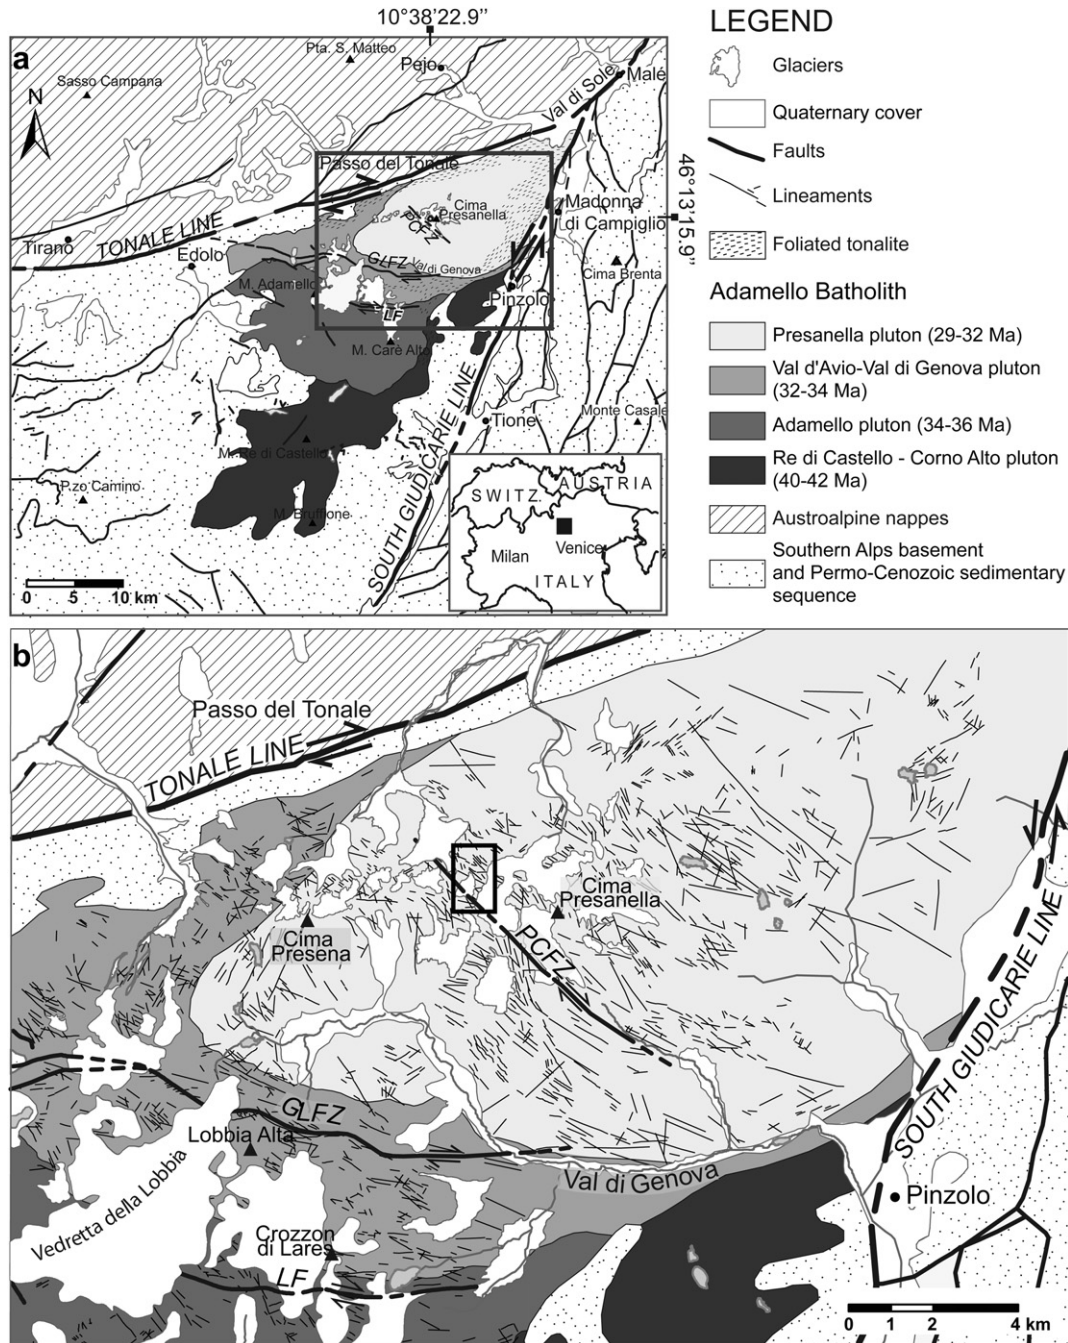 10°38'22.9''
a
Pta. S. Matteo
Pejo
Malé
Sasso Campana
Val di Sole
N
Passo del Tonale
46°13'15.9''
Cima
Presanella
PCFZ
Madonna
di Campiglio
Tirano
TONALE LINE
Edolo
GLFZ
Val di Genova
Cima Brenta
M. Adamello
Pinzolo
LF
M. Carè Alto
SOUTH GIUDICARIE LINE
Tione
Monte Casale
M. Re di Castello
P.zo Camino
M. Bruffione
SWITZ.
AUSTRIA
Milan
Venice
ITALY
0 5 10 km
LEGEND
Glaciers
Quaternary cover
Faults
Lineaments
Foliated tonalite
Adamello Batholith
Presanella pluton (29-32 Ma)
Val d'Avio-Val di Genova pluton
(32-34 Ma)
Adamello pluton (34-36 Ma)
Re di Castello - Corno Alto pluton
(40-42 Ma)
Austroalpine nappes
Southern Alps basement
and Permo-Cenozoic sedimentary
sequence
b
Passo del Tonale
TONALE LINE
Cima
Presanella
Cima
Presena
PCFZ
SOUTH GIUDICARIE LINE
GLFZ
Lobbia Alta
Val di Genova
Pinzolo
Vedretta della Lobbia
Crozzon
di Lares
LF
0 1 2 4 km